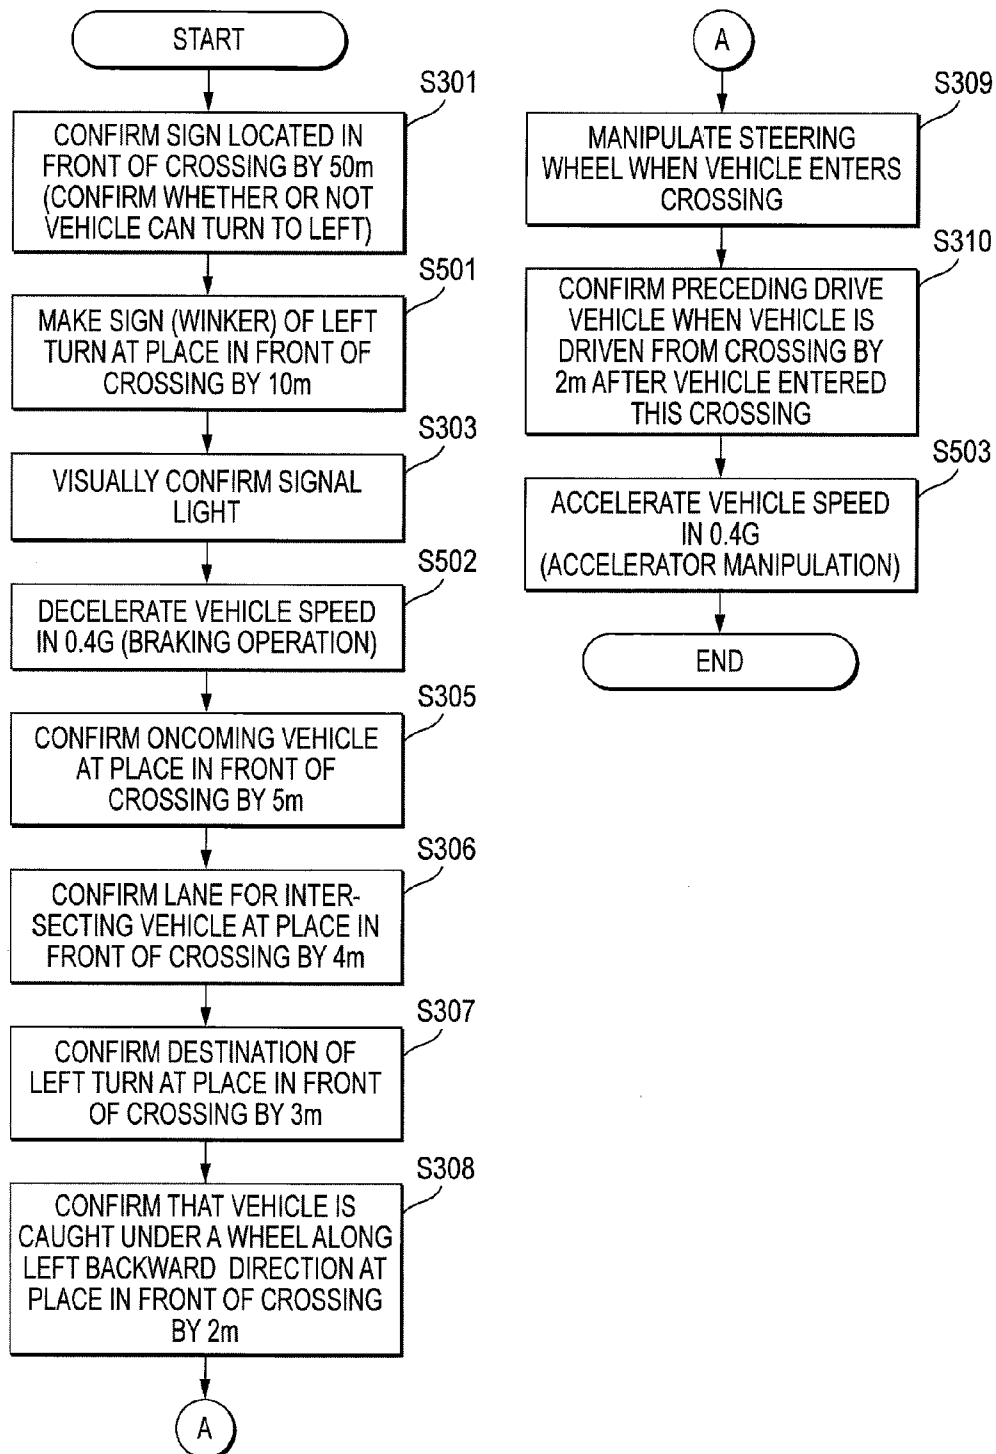 START
S301
CONFIRM SIGN LOCATED IN
FRONT OF CROSSING BY 50m
(CONFIRM WHETHER OR NOT
VEHICLE CAN TURN TO LEFT)
S501
MAKE SIGN (WINKER) OF LEFT
TURN AT PLACE IN FRONT OF
CROSSING BY 10m
S303
VISUALLY CONFIRM SIGNAL
LIGHT
S502
DECELERATE VEHICLE SPEED
IN 0.4G (BRAKING OPERATION)
S305
CONFIRM ONCOMING VEHICLE
AT PLACE IN FRONT OF
CROSSING BY 5m
S306
CONFIRM LANE FOR INTER-
SECTING VEHICLE AT PLACE IN
FRONT OF CROSSING BY 4m
S307
CONFIRM DESTINATION OF
LEFT TURN AT PLACE IN FRONT
OF CROSSING BY 3m
S308
CONFIRM THAT VEHICLE IS
CAUGHT UNDER A WHEEL ALONG
LEFT BACKWARD DIRECTION AT
PLACE IN FRONT OF CROSSING
BY 2m
A
A
S309
MANIPULATE STEERING
WHEEL WHEN VEHICLE ENTERS
CROSSING
S310
CONFIRM PRECEDING DRIVE
VEHICLE WHEN VEHICLE IS
DRIVEN FROM CROSSING BY
2m AFTER VEHICLE ENTERED
THIS CROSSING
S503
ACCELERATE VEHICLE SPEED
IN 0.4G
(ACCELERATOR MANIPULATION)
END